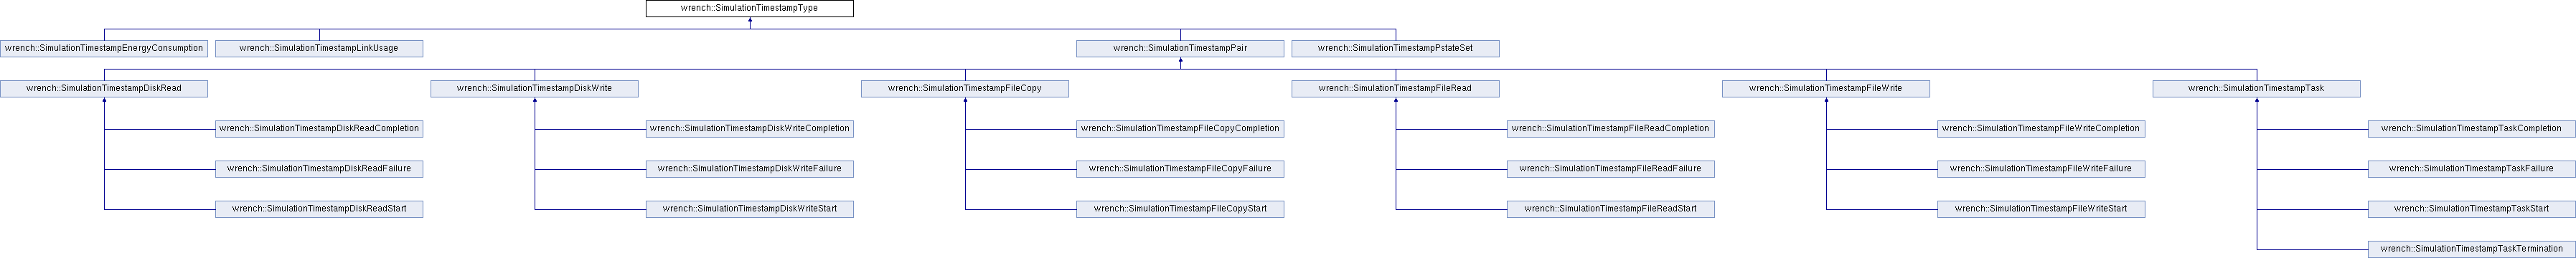 wrench::SimulationTimestampType
wrench::SimulationTimestampEnergyConsumption
wrench::SimulationTimestampLinkUsage
wrench::SimulationTimestampPair
wrench::SimulationTimestampPstateSet
wrench::SimulationTimestampDiskRead
wrench::SimulationTimestampDiskWrite
wrench::SimulationTimestampFileCopy
wrench::SimulationTimestampFileRead
wrench::SimulationTimestampFileWrite
wrench::SimulationTimestampTask
wrench::SimulationTimestampDiskReadCompletion
wrench::SimulationTimestampDiskWriteCompletion
wrench::SimulationTimestampFileCopyCompletion
wrench::SimulationTimestampFileReadCompletion
wrench::SimulationTimestampFileWriteCompletion
wrench::SimulationTimestampTaskCompletion
wrench::SimulationTimestampDiskReadFailure
wrench::SimulationTimestampDiskWriteFailure
wrench::SimulationTimestampFileCopyFailure
wrench::SimulationTimestampFileReadFailure
wrench::SimulationTimestampFileWriteFailure
wrench::SimulationTimestampTaskFailure
wrench::SimulationTimestampDiskReadStart
wrench::SimulationTimestampDiskWriteStart
wrench::SimulationTimestampFileCopyStart
wrench::SimulationTimestampFileReadStart
wrench::SimulationTimestampFileWriteStart
wrench::SimulationTimestampTaskStart
wrench::SimulationTimestampTaskTermination